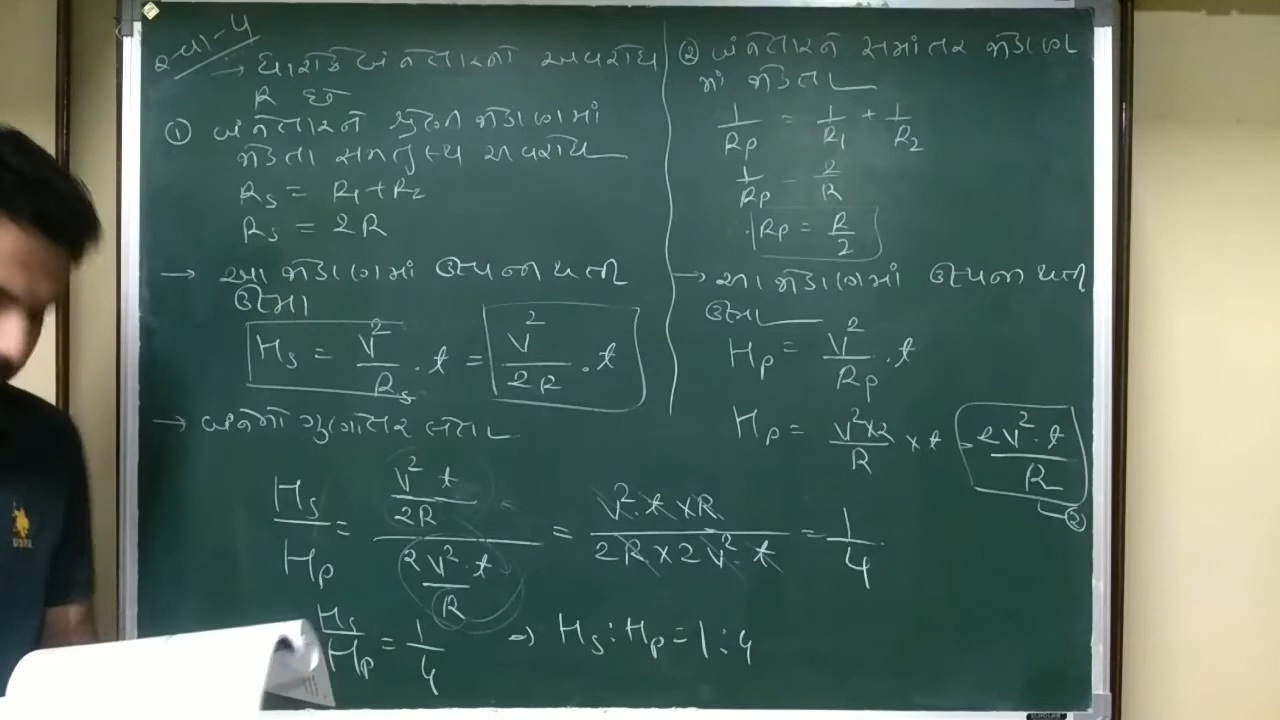 સ્વા-૫
→ ધારોકે બંને તારનો અવરોધ
R છે
① બંને તારને શ્રેણી જોડાણમાં
જોડતા સમતુલ્ય અવરોધ
Rs = R1 + R2
Rs = 2R
→ આ જોડાણમાં ઉત્પન્ન થતી
ઉષ્મા
Hs = V²/Rs . t = V²/2R . t
② બંને તારને સમાંતર જોડાણ
માં જોડતા
1/Rp = 1/R1 + 1/R2
1/Rp = 2/R
Rp = R/2
→ આ જોડાણમાં ઉત્પન્ન થતી
ઉષ્મા
Hp = V²/Rp . t
Hp = V²×2/R × t = 2V².t/R
②
→ બંનેનો ગુણોત્તર લેતા
Hs/Hp = (V² t/2R)/(2V².t/R) = V².t×R/2R×2V².t = 1/4
Hs/Hp = 1/4 ⇒ Hs : Hp = 1 : 4